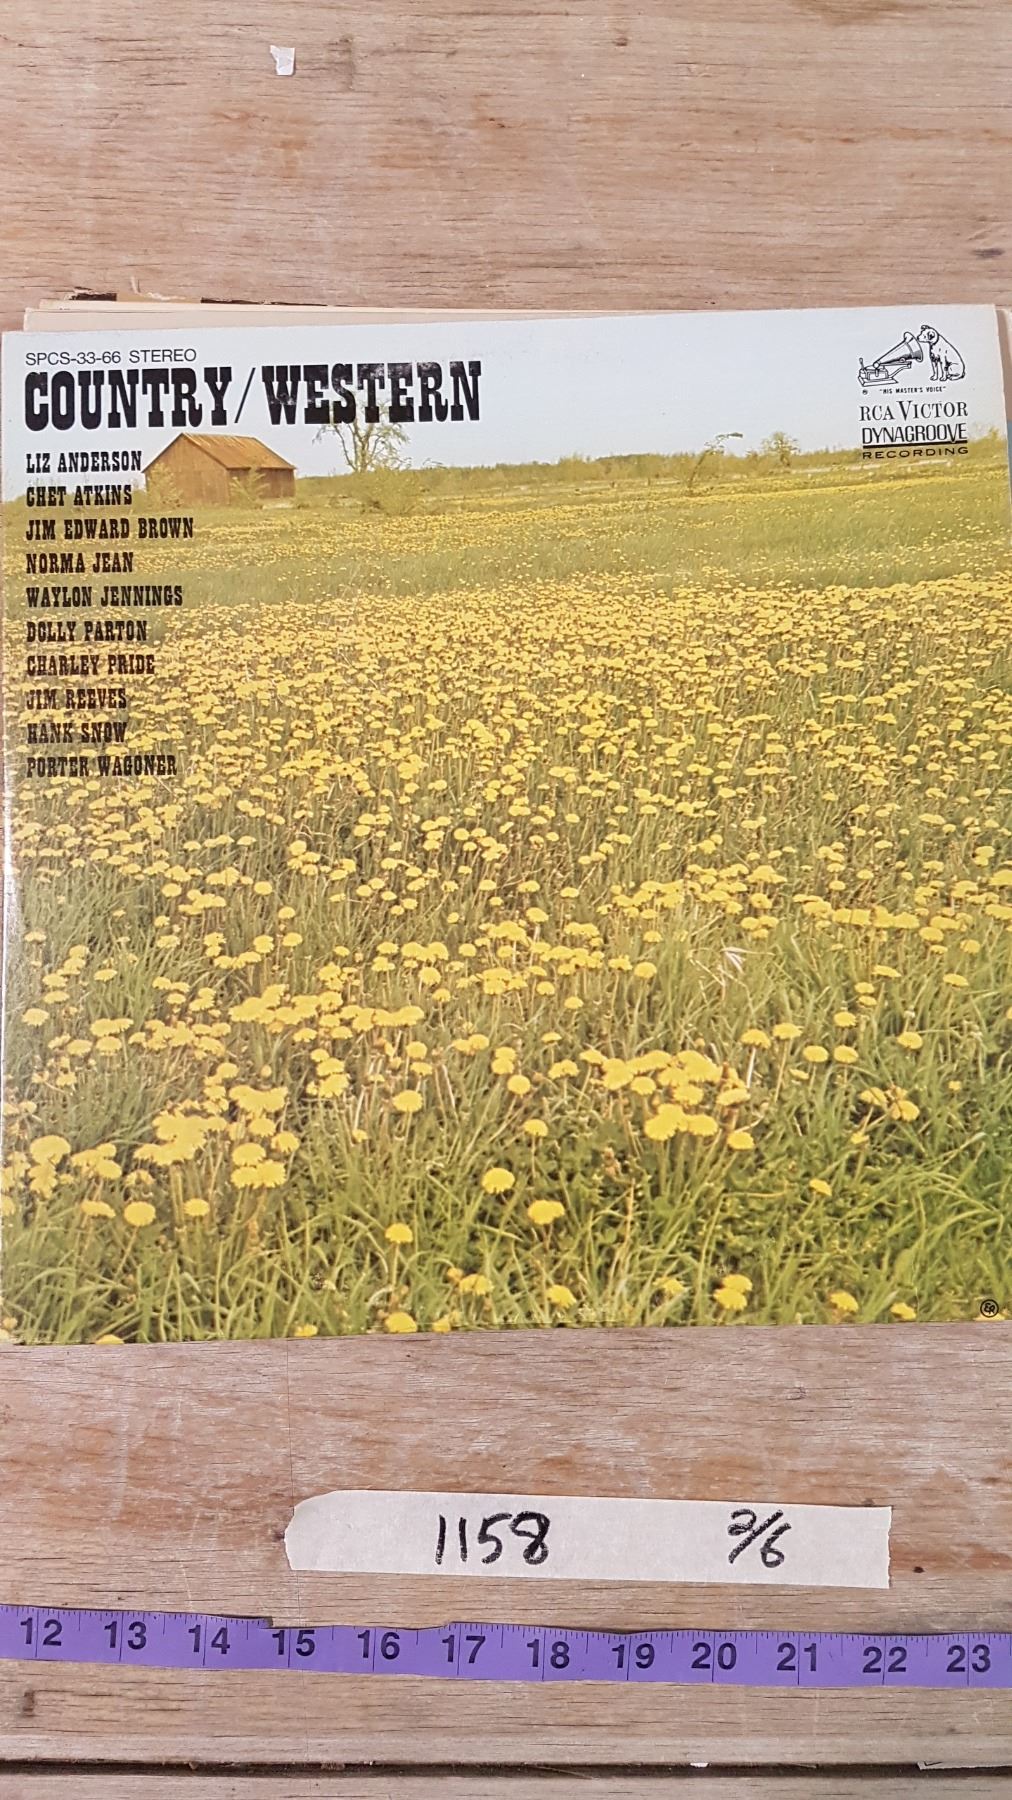 SPCS-33-66 STEREO
COUNTRY/WESTERN
LIZ ANDERSON
CHET ATKINS
JIM EDWARD BROWN
NORMA JEAN
WAYLON JENNINGS
DOLLY PARTON
CHARLEY PRIDE
JIM REEVES
HANK SNOW
PORTER WAGONER
® "HIS MASTER'S VOICE"
RCA VICTOR
DYNAGROOVE
RECORDING
ER
1158 2/6
12 13 14 15 16 17 18 19 20 21 22 23